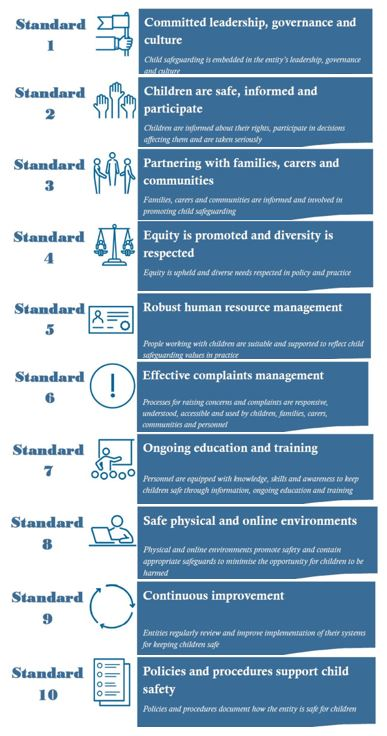 Standard
1
Committed leadership, governance and
culture
Child safeguarding is embedded in the entity's leadership, governance
and culture
Standard
2
Children are safe, informed and
participate
Children are informed about their rights, participate in decisions
affecting them and are taken seriously
Standard
3
Partnering with families, carers and
communities
Families, carers and communities are informed and involved in
promoting child safeguarding
Standard
4
Equity is promoted and diversity is
respected
Equity is upheld and diverse needs respected in policy and practice
Standard
5
Robust human resource management
People working with children are suitable and supported to reflect child
safeguarding values in practice
Standard
6
Effective complaints management
Processes for raising concerns and complaints are responsive,
understood, accessible and used by children, families, carers,
communities and personnel
Standard
7
Ongoing education and training
Personnel are equipped with knowledge, skills and awareness to keep
children safe through information, ongoing education and training
Standard
8
Safe physical and online environments
Physical and online environments promote safety and contain
appropriate safeguards to minimise the opportunity for children to be
harmed
Standard
9
Continuous improvement
Entities regularly review and improve implementation of their systems
for keeping children safe
Standard
10
Policies and procedures support child
safety
Policies and procedures document how the entity is safe for children